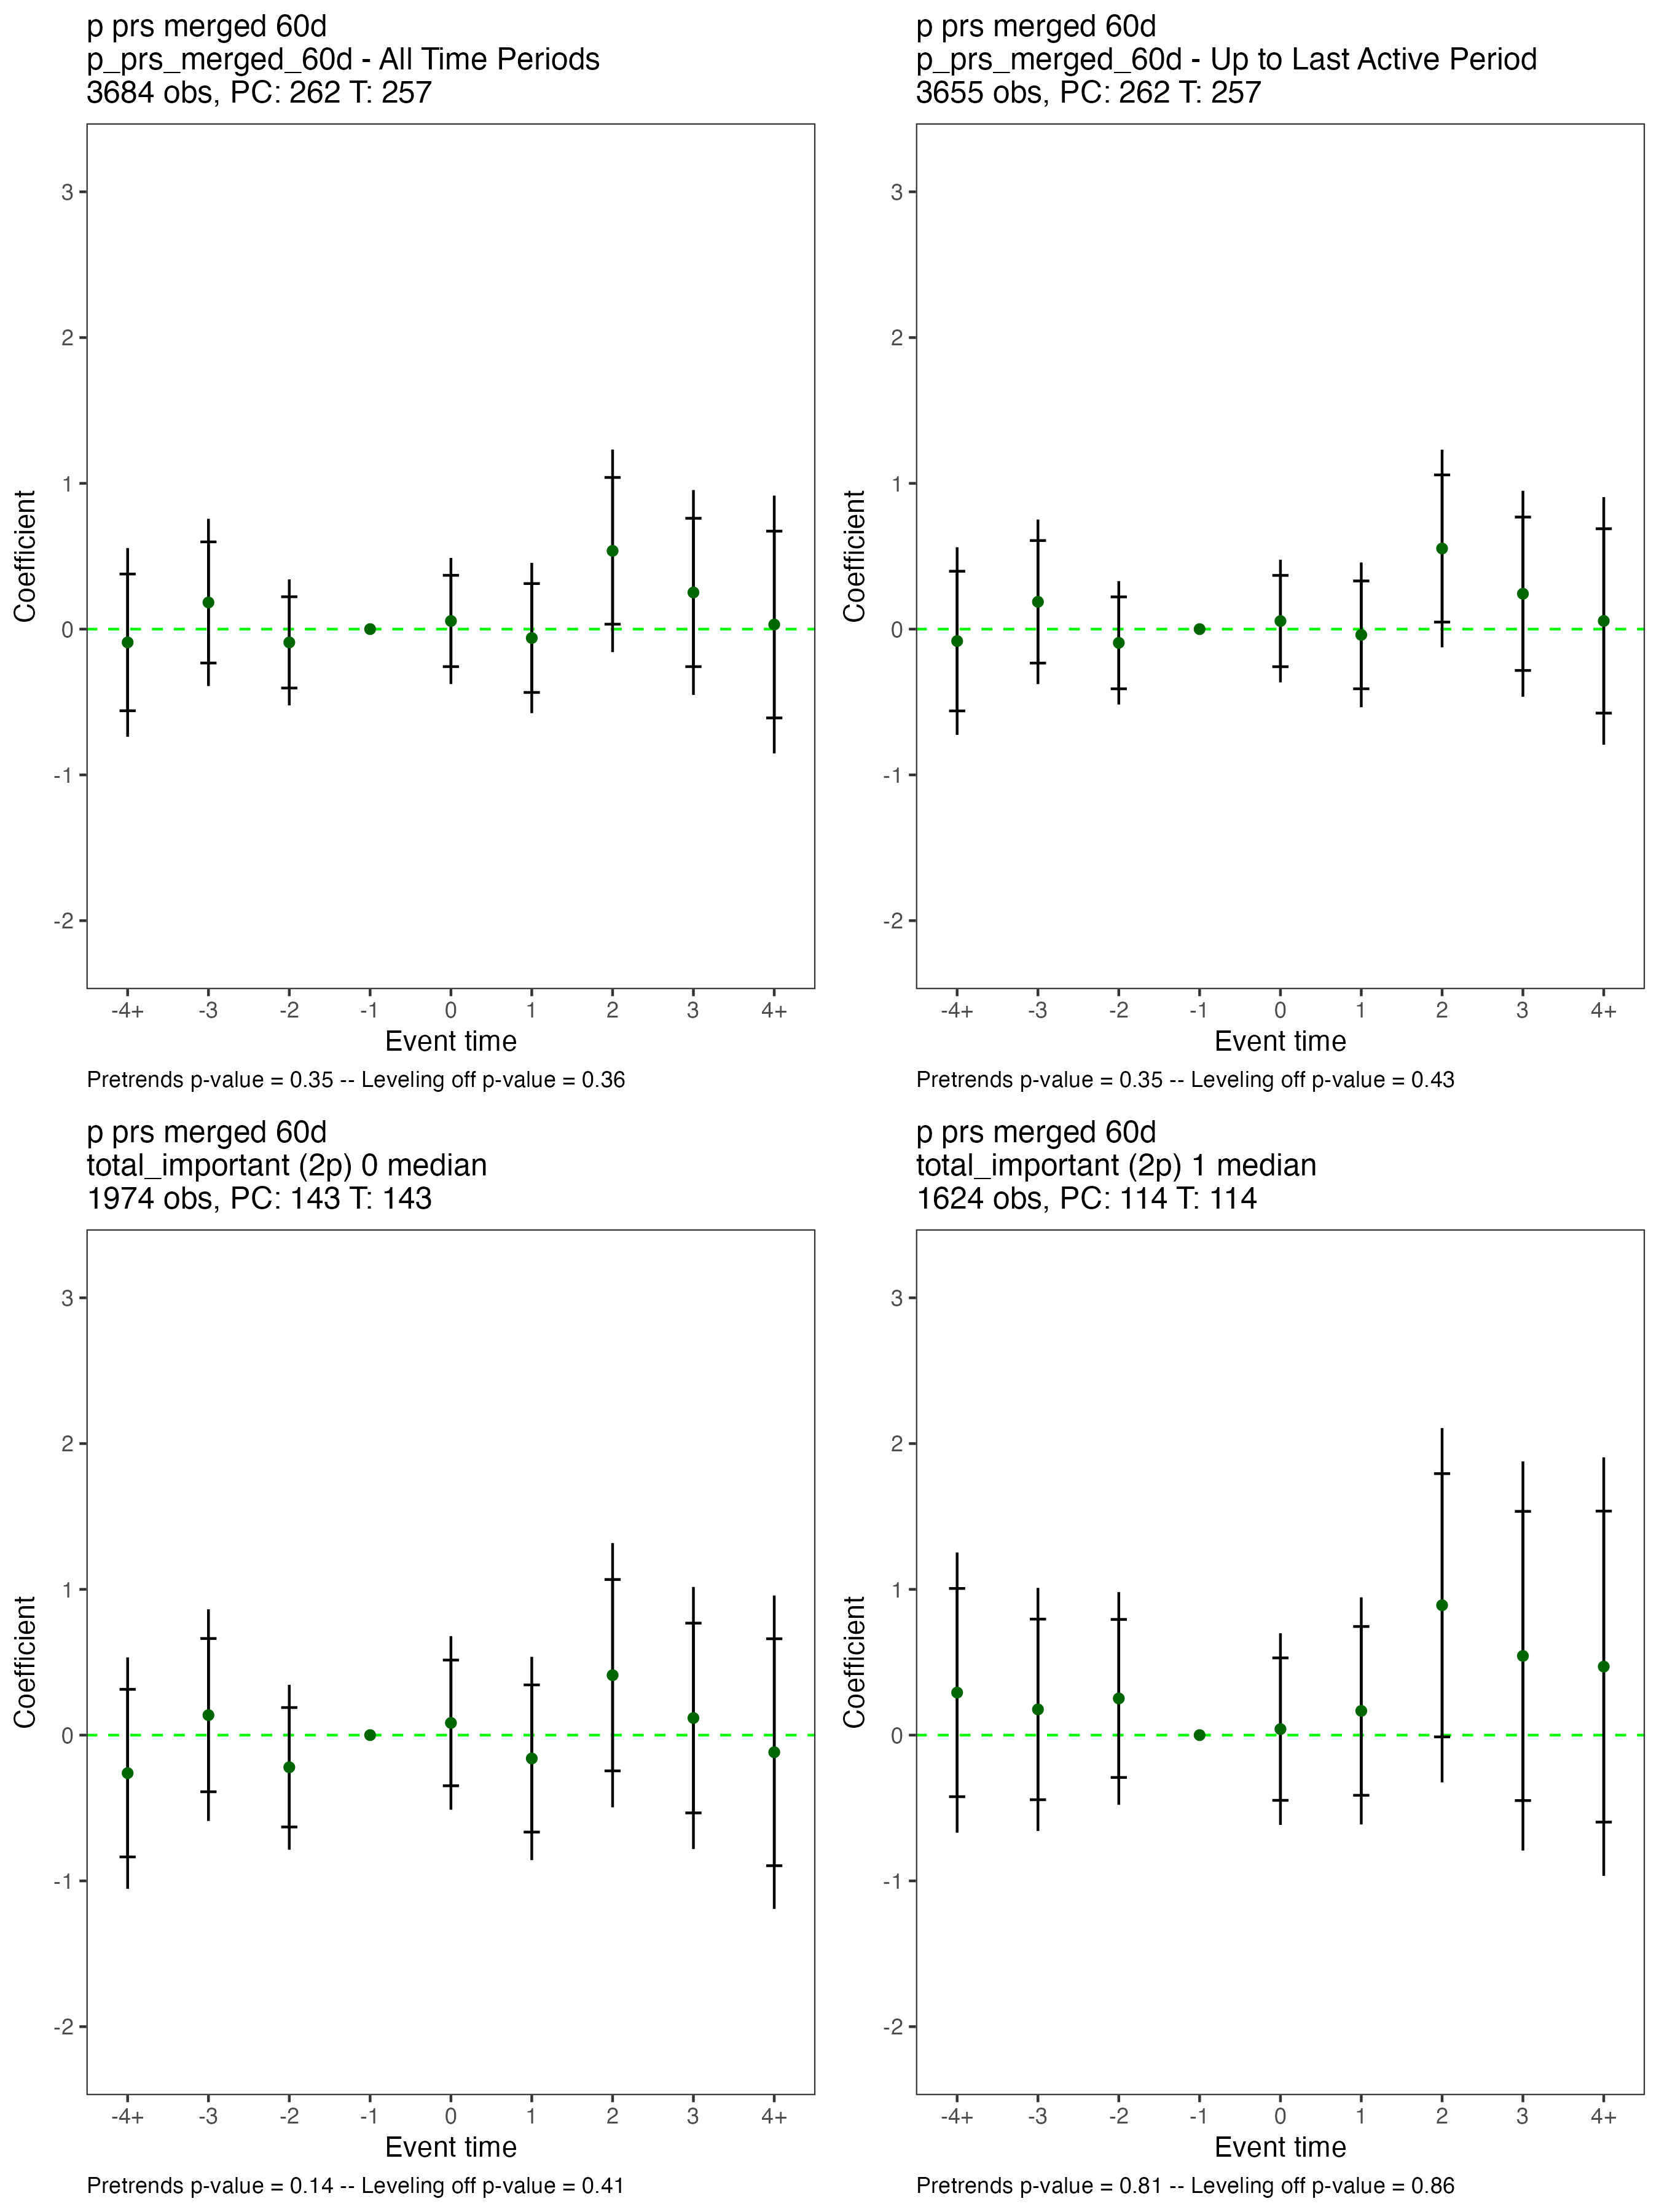 p prs merged 60d
p_prs_merged_60d - All Time Periods
3684 obs, PC: 262 T: 257
Coefficient
3
2
1
0
-1
-2
-4+ -3 -2 -1 0 1 2 3 4+
Event time
Pretrends p-value = 0.35 -- Leveling off p-value = 0.36
p prs merged 60d
p_prs_merged_60d - Up to Last Active Period
3655 obs, PC: 262 T: 257
Coefficient
3
2
1
0
-1
-2
-4+ -3 -2 -1 0 1 2 3 4+
Event time
Pretrends p-value = 0.35 -- Leveling off p-value = 0.43
p prs merged 60d
total_important (2p) 0 median
1974 obs, PC: 143 T: 143
Coefficient
3
2
1
0
-1
-2
-4+ -3 -2 -1 0 1 2 3 4+
Event time
Pretrends p-value = 0.14 -- Leveling off p-value = 0.41
p prs merged 60d
total_important (2p) 1 median
1624 obs, PC: 114 T: 114
Coefficient
3
2
1
0
-1
-2
-4+ -3 -2 -1 0 1 2 3 4+
Event time
Pretrends p-value = 0.81 -- Leveling off p-value = 0.86